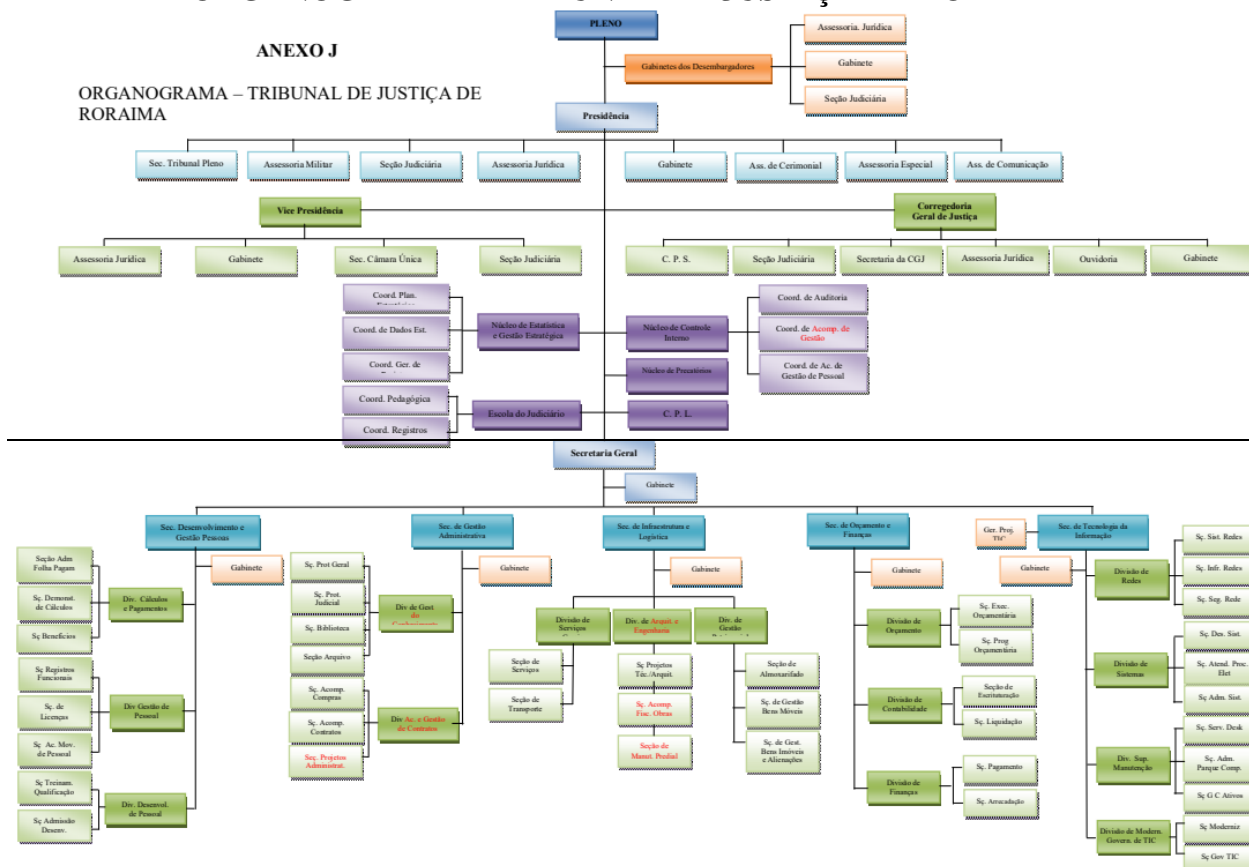 PLENO
ANEXO J
ORGANOGRAMA – TRIBUNAL DE JUSTIÇA DE
RORAIMA
Gabinetes dos Desembargadores
Assessoria. Jurídica
Gabinete
Seção Judiciária
Presidência
Sec. Tribunal Pleno
Assessoria Militar
Seção Judiciária
Assessoria Jurídica
Gabinete
Ass. de Cerimonial
Assessoria Especial
Ass. de Comunicação
Vice Presidência
Corregedoria
Geral de Justiça
Assessoria Jurídica
Gabinete
Sec. Câmara Única
Seção Judiciária
C. P. S.
Seção Judiciária
Secretaria da CGJ
Assessoria Jurídica
Ouvidoria
Gabinete
Coord. Plan.
Coord. de Dados Est.
Coord. Ger. de
Núcleo de Estatística
e Gestão Estratégica
Núcleo de Controle
Interno
Coord. de Auditoria
Coord. de Acomp. de
Gestão
Coord. de Ac. de
Gestão de Pessoal
Núcleo de Precatórios
Coord. Pedagógica
Coord. Registros
Escola do Judiciário
C. P. L.
Secretaria Geral
Gabinete
Sec. Desenvolvimento e
Gestão Pessoas
Gabinete
Seção Adm
Folha Pagam
Sç. Demonst.
de Cálculos
Sç Benefícios
Div. Cálculos
e Pagamentos
Sç Registros
Funcionais
Sç. de
Licenças
Sç Ac. Mov.
de Pessoal
Div Gestão de
Pessoal
Sç Treinam.
Qualificação
Sç Admissão
Desenv.
Div. Desenvol.
de Pessoal
Sec. de Gestão
Administrativa
Gabinete
Sç. Prot Geral
Sç. Prot.
Judicial
Sç. Biblioteca
Seção Arquivo
Div de Gest
do
Sç. Acomp.
Compras
Sç. Acomp.
Contratos
Seç. Projetos
Administrat.
Div Ac. e Gestão
de Contratos
Sec. de Infraestrutura e
Logística
Gabinete
Divisão de
Serviços
Div. de Arquit. e
Engenharia
Div. de
Gestão
Seção de
Serviços
Seção de
Transporte
Sç Projetos
Téc./Arquit.
Sç. Acomp.
Fisc. Obras
Seção de
Manut. Predial
Seção de
Almoxarifado
Sç. de Gestão
Bens Móveis
Sç. de Gest.
Bens Imóveis
e Alienações
Sec. de Orçamento e
Finanças
Gabinete
Divisão de
Orçamento
Sç. Exec.
Orçamentária
Sç. Prog
Orçamentária
Divisão de
Contabilidade
Seção de
Escrituração
Sç. Liquidação
Divisão de
Finanças
Sç. Pagamento
Sç. Arrecadação
Ger. Proj.
TIC
Sec. de Tecnologia da
Informação
Gabinete
Divisão de
Redes
Sç. Sist. Redes
Sç. Infr. Redes
Sç. Seg. Rede
Divisão de
Sistemas
Sç. Des. Sist.
Sç. Atend. Proc.
Elet
Sç Adm. Sist.
Div. Sup.
Manutenção
Sç. Serv. Desk
Sç. Adm.
Parque Comp.
Sç G C Ativos
Divisão de Modern.
Govern. de TIC
Sç Moderniz
Sç Gov TIC